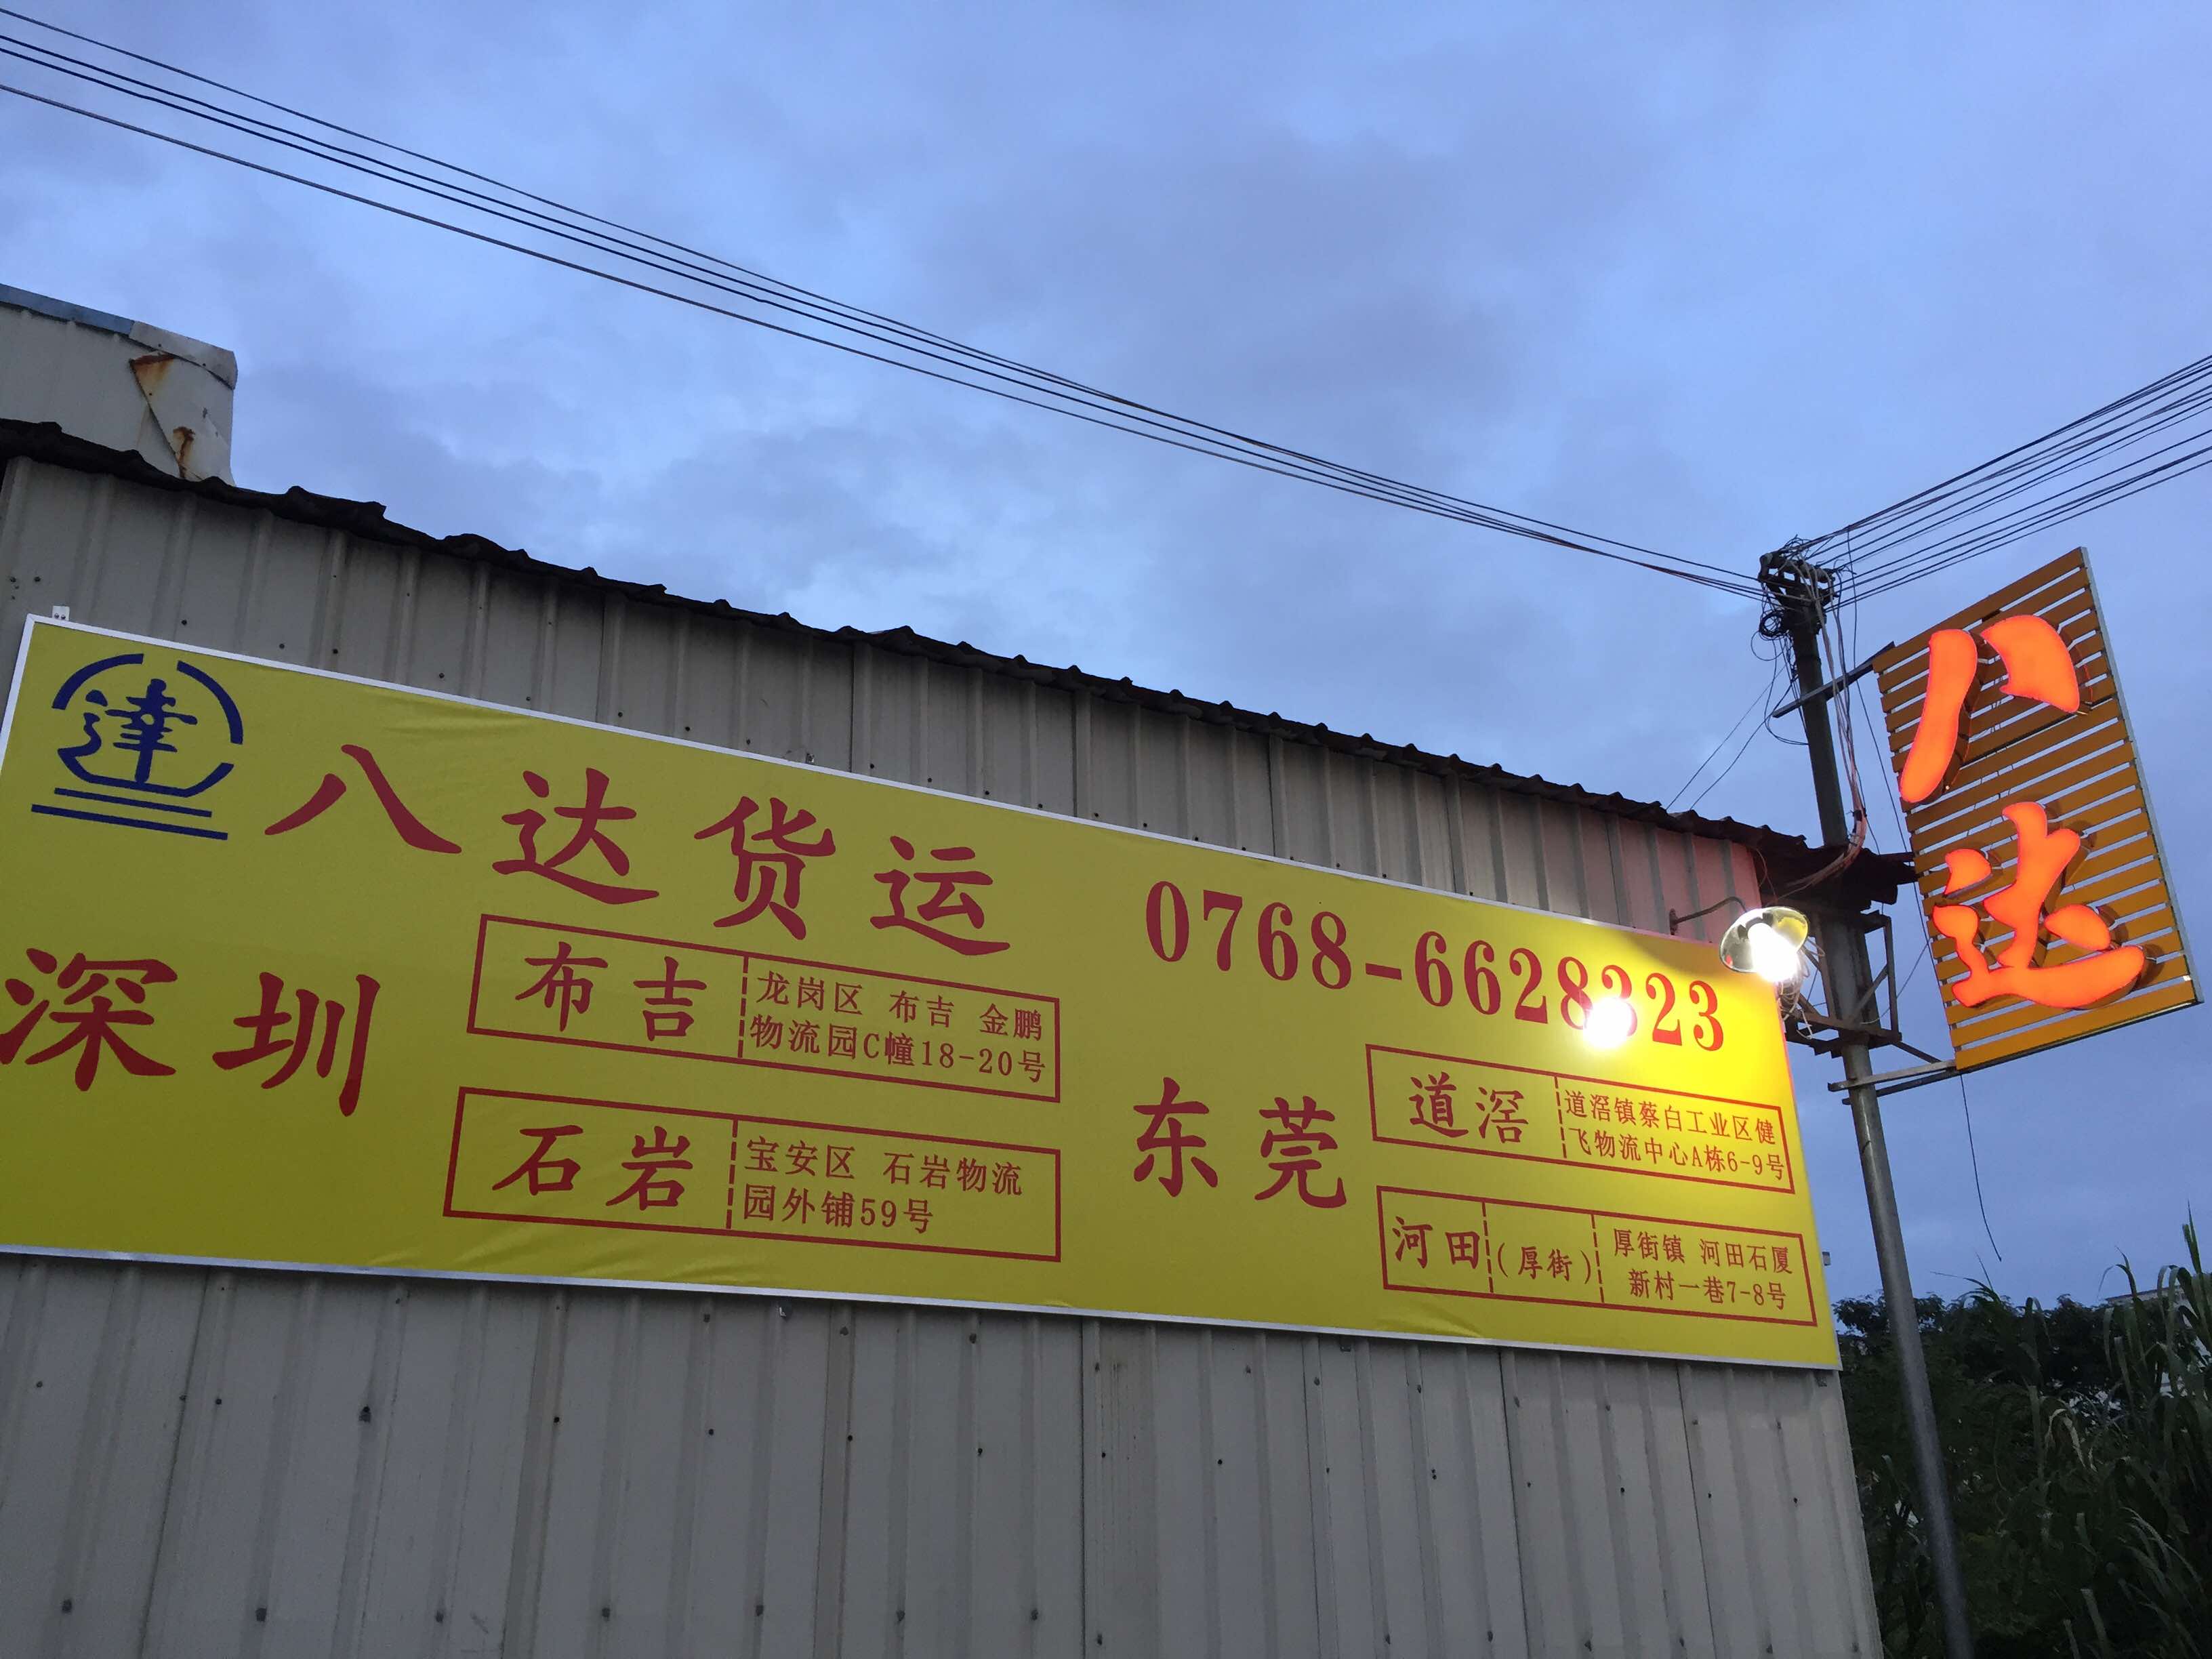 達
八达货运 0768-6628323
深圳
布吉
龙岗区 布吉 金鹏
物流园C幢18-20号
石岩
宝安区 石岩物流
园外铺59号
东莞
道滘
道滘镇蔡白工业区健
飞物流中心A栋6-9号
河田
(厚街)
厚街镇 河田石厦
新村一巷7-8号
八达